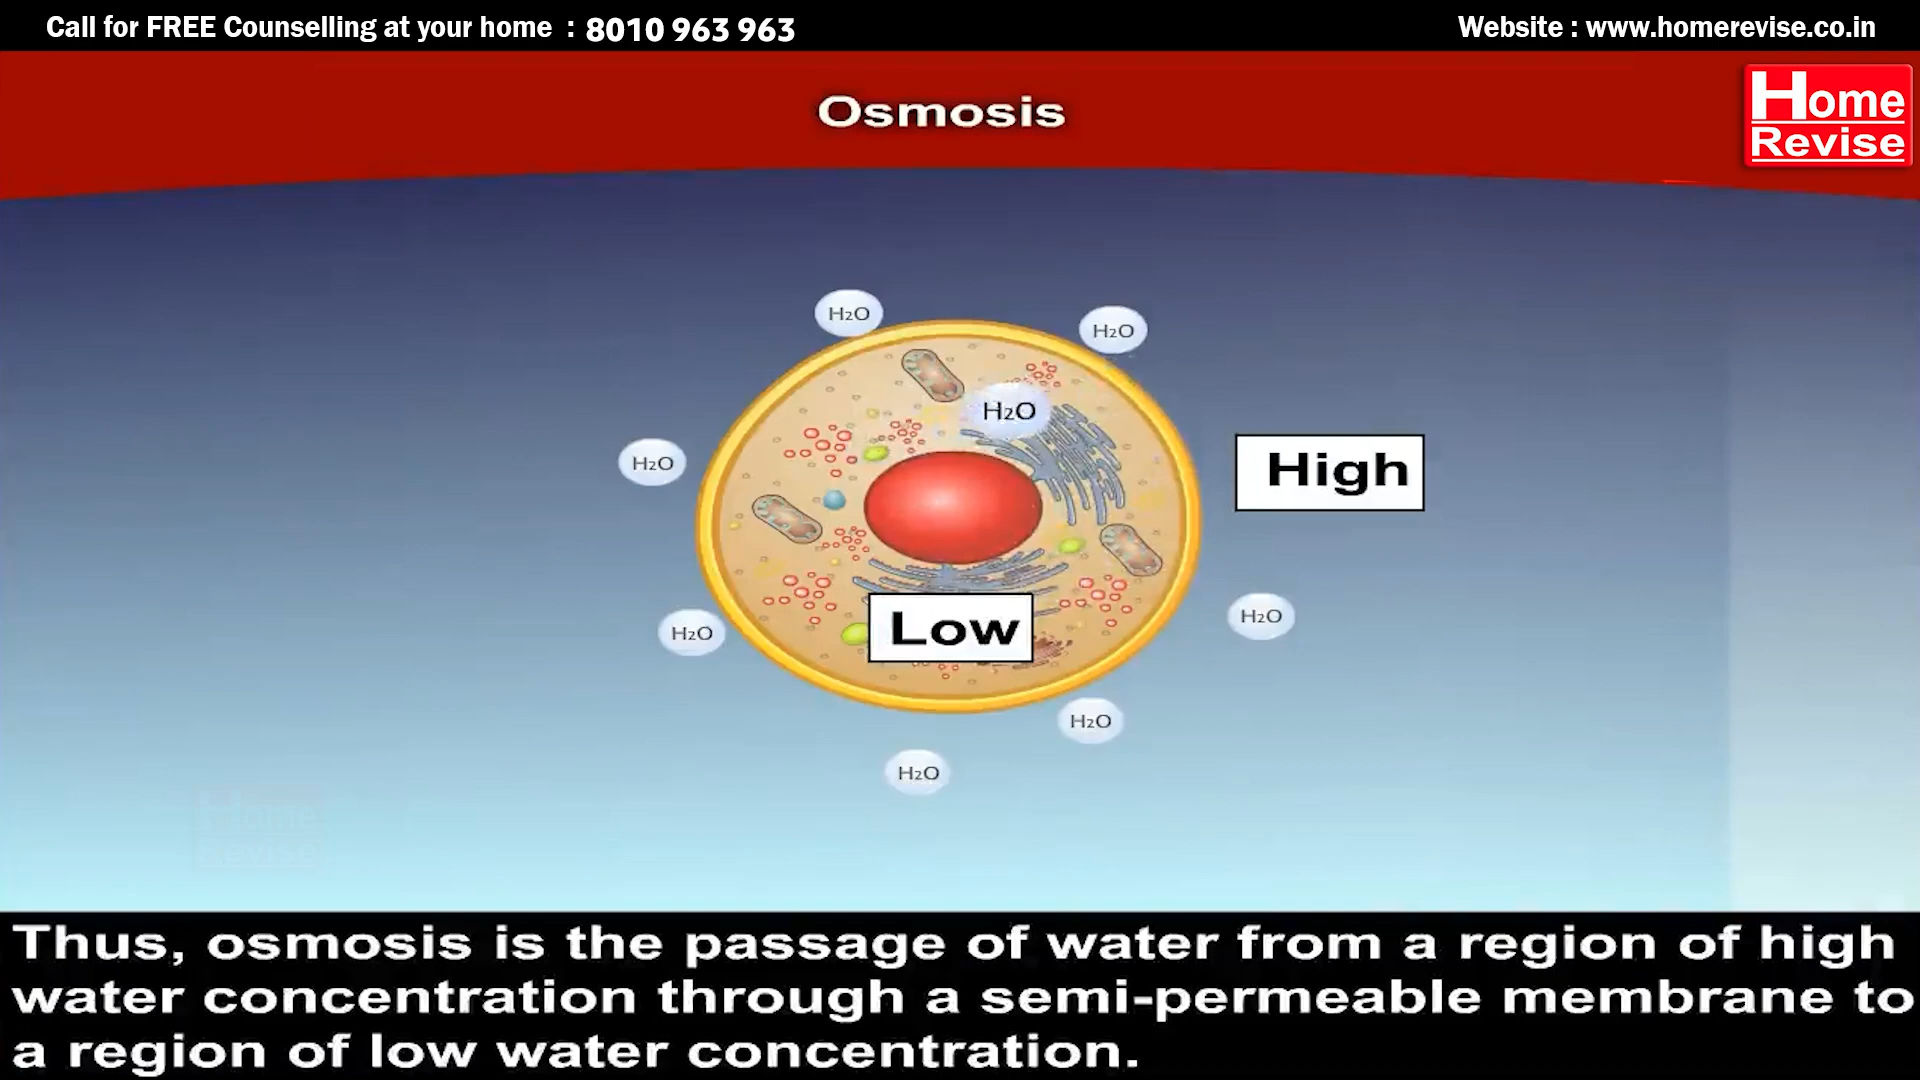 Call for FREE Counselling at your home : 8010 963 963
Website : www.homerevise.co.in
Osmosis
Home
Revise
H₂O
H₂O
H₂O
H₂O
High
H₂O
Low
H₂O
H₂O
H₂O
Home
Revise
Thus, osmosis is the passage of water from a region of high
water concentration through a semi-permeable membrane to
a region of low water concentration.